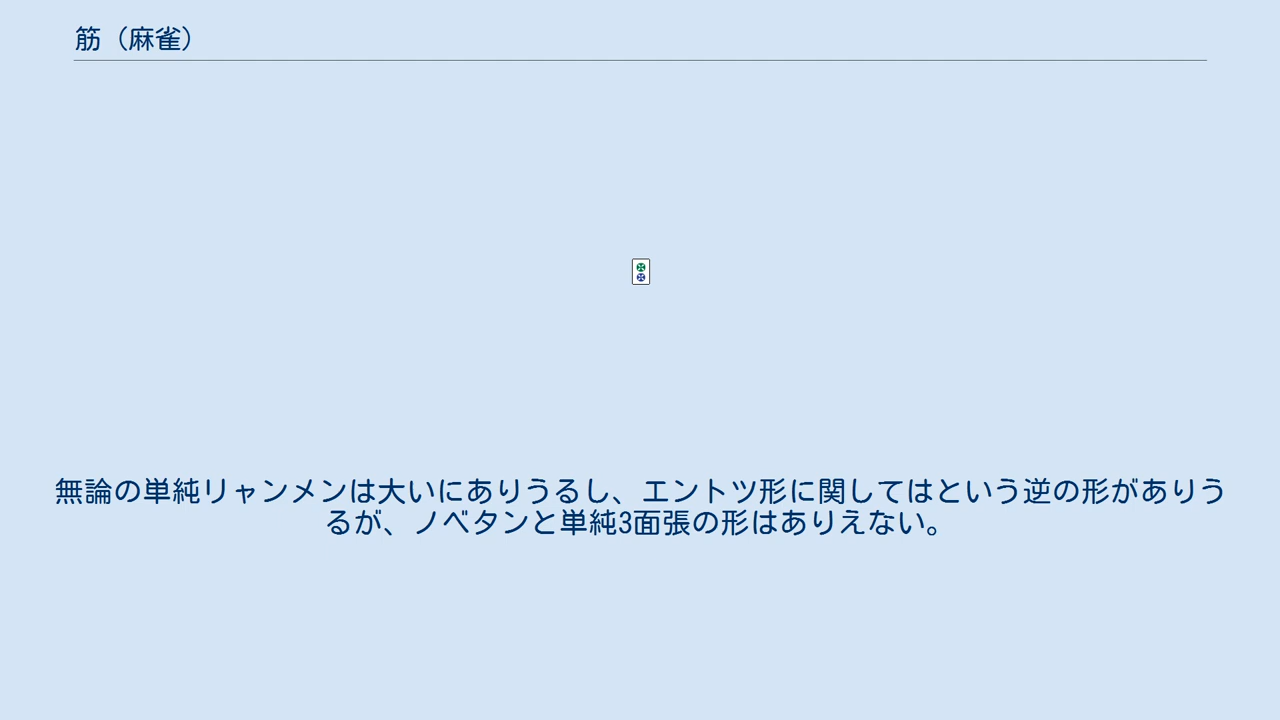 筋（麻雀）
無論の単純リャンメンは大いにありうるし、エントツ形に関してはという逆の形がありう
るが、ノベタンと単純3面張の形はありえない。